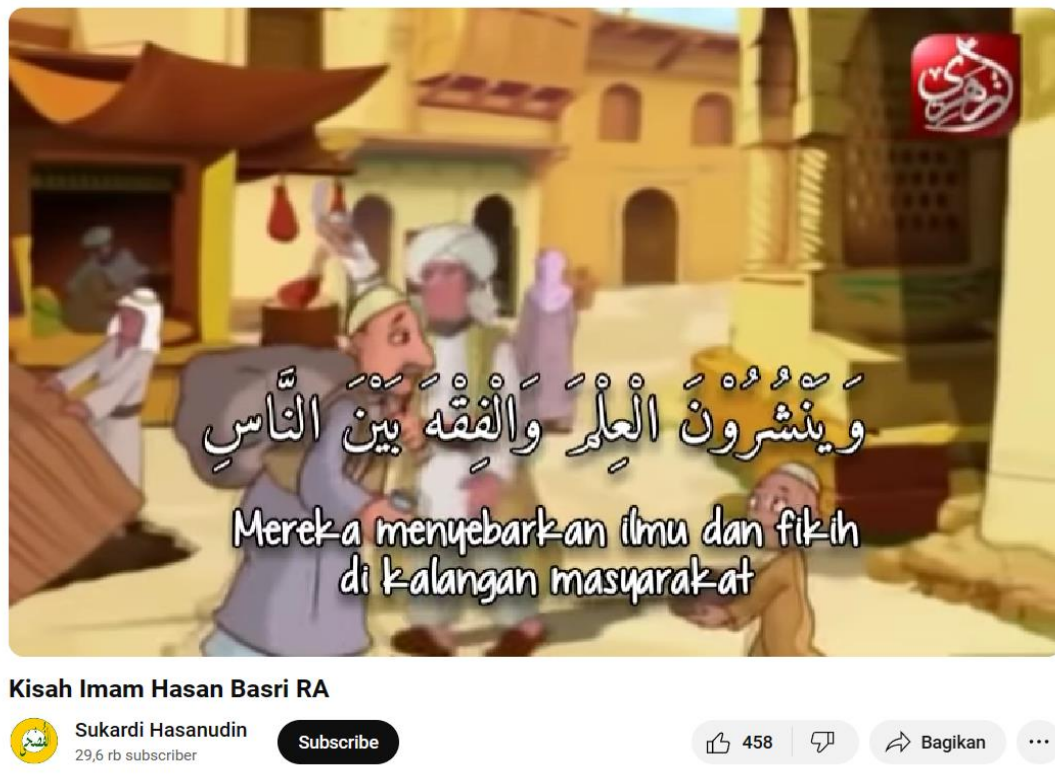 وَيَنْشُرُوْنَ الْعِلْمَ وَالْفِقْهَ بَيْنَ النَّاسِ
Mereka menyebarkan ilmu dan fikih
di kalangan masyarakat
Kisah Imam Hasan Basri RA
Sukardi Hasanudin
29,6 rb subscriber
Subscribe
458
Bagikan